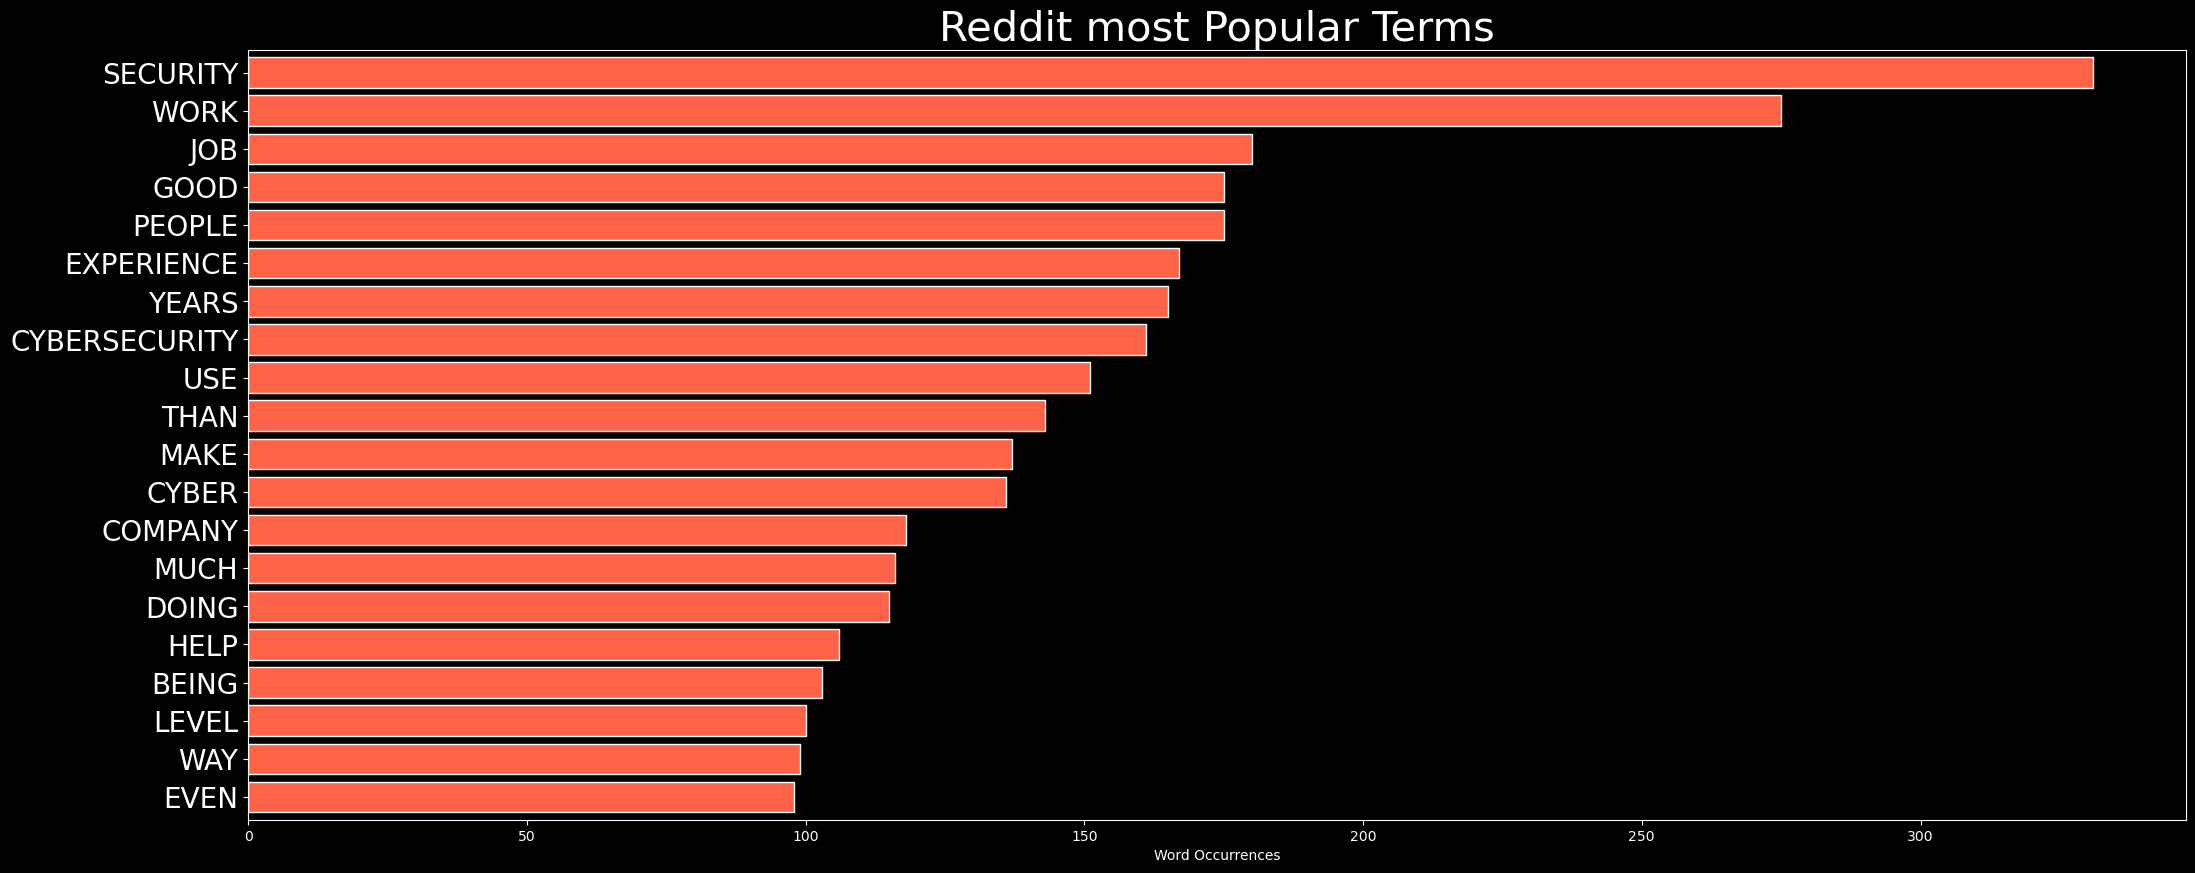 Reddit most Popular Terms
SECURITY
WORK
JOB
GOOD
PEOPLE
EXPERIENCE
YEARS
CYBERSECURITY
USE
THAN
MAKE
CYBER
COMPANY
MUCH
DOING
HELP
BEING
LEVEL
WAY
EVEN
0 50 100 150 200 250 300
Word Occurrences